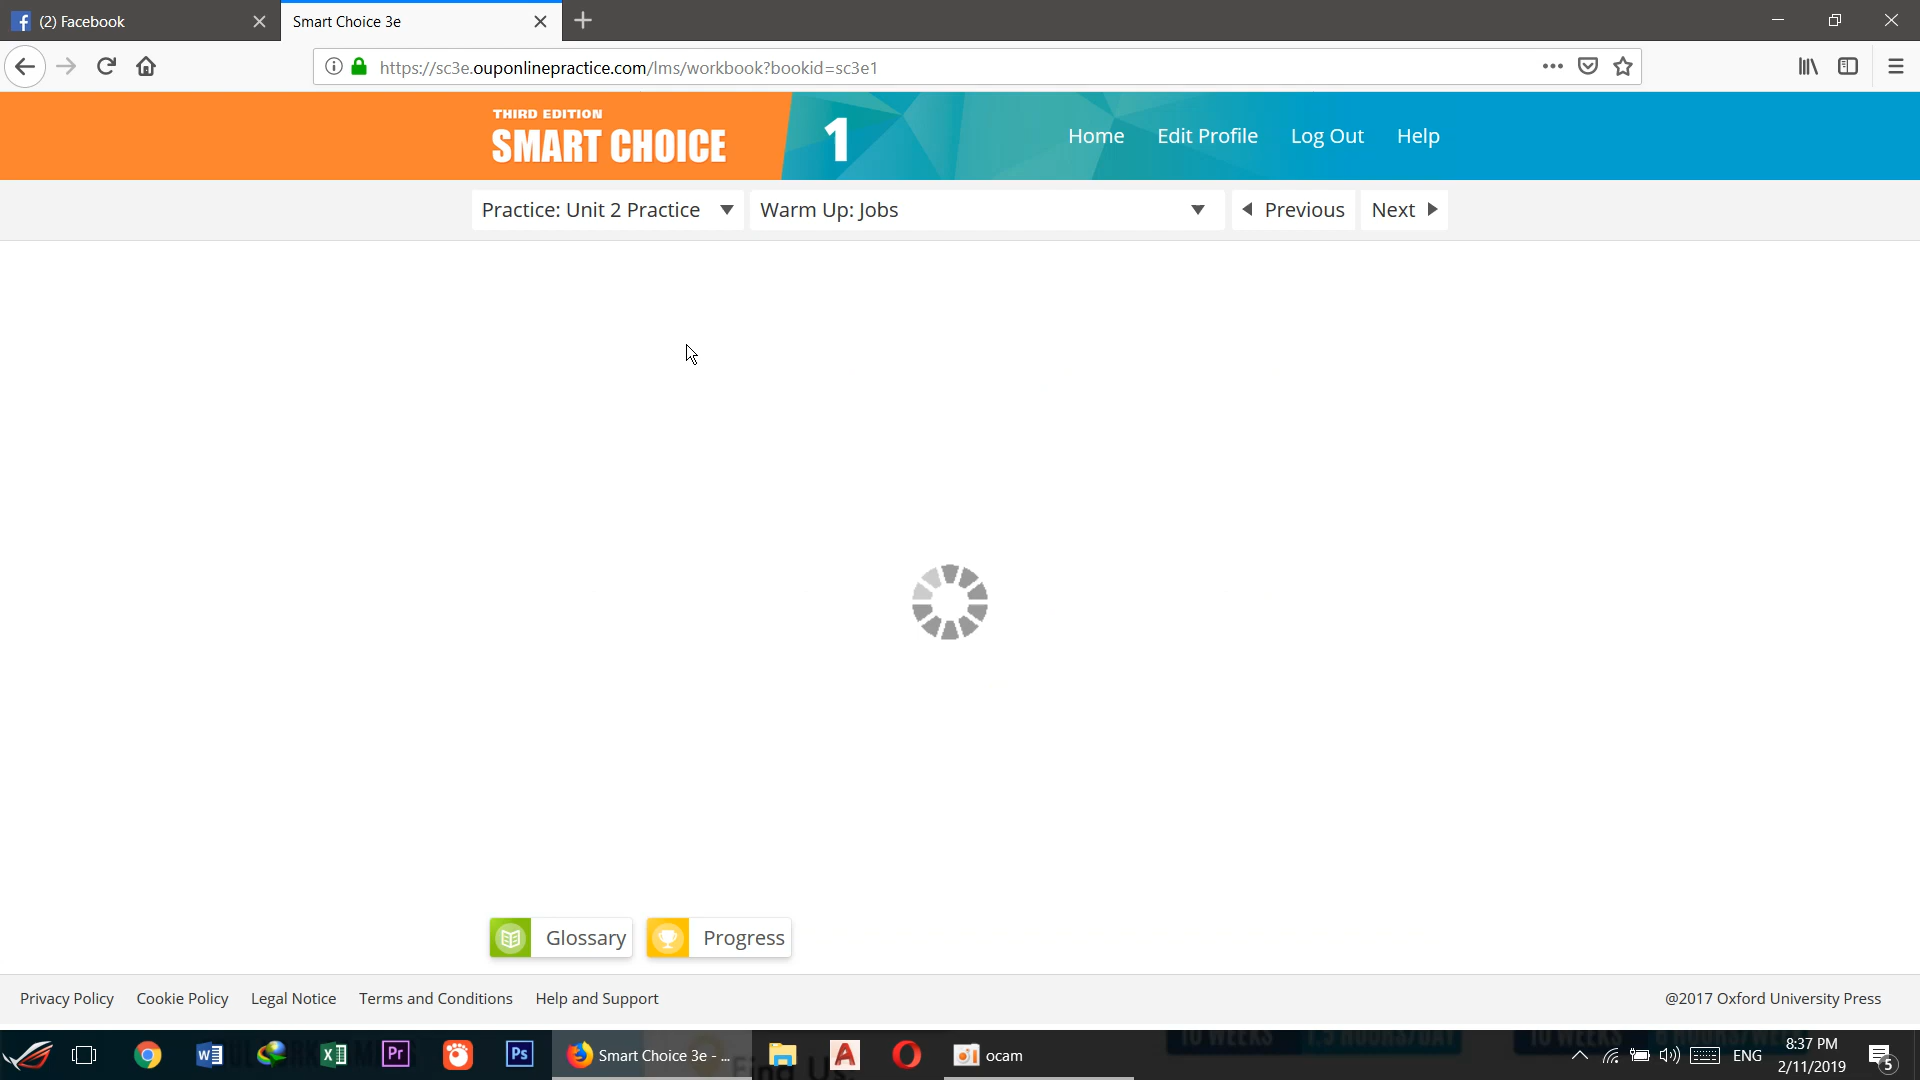 (2) Facebook
Smart Choice 3e
https://sc3e.ouponlinepractice.com/lms/workbook?bookid=sc3e1
THIRD EDITION
SMART CHOICE
1
Home Edit Profile Log Out Help
Practice: Unit 2 Practice Warm Up: Jobs Previous Next
Glossary Progress
Privacy Policy Cookie Policy Legal Notice Terms and Conditions Help and Support @2017 Oxford University Press
Pr Ps Smart Choice 3e - ... ocam ENG 8:37 PM
2/11/2019 5